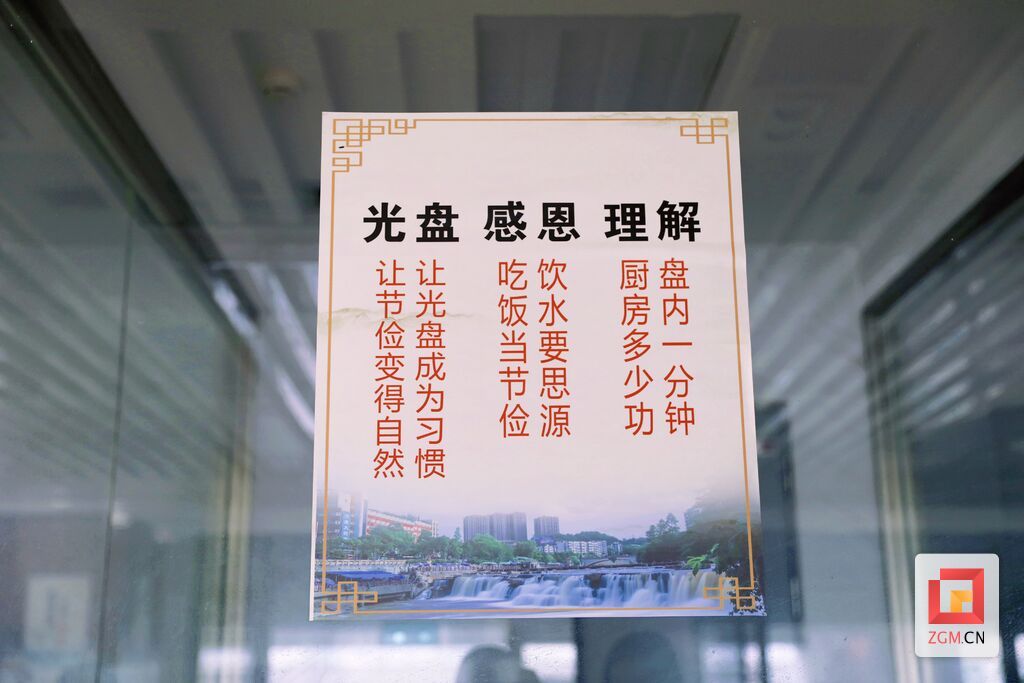 光盘 感恩 理解
让光盘成为习惯
让节俭变得自然
饮水要思源
吃饭当节俭
盘内一分钟
厨房多少功
ZGM.CN